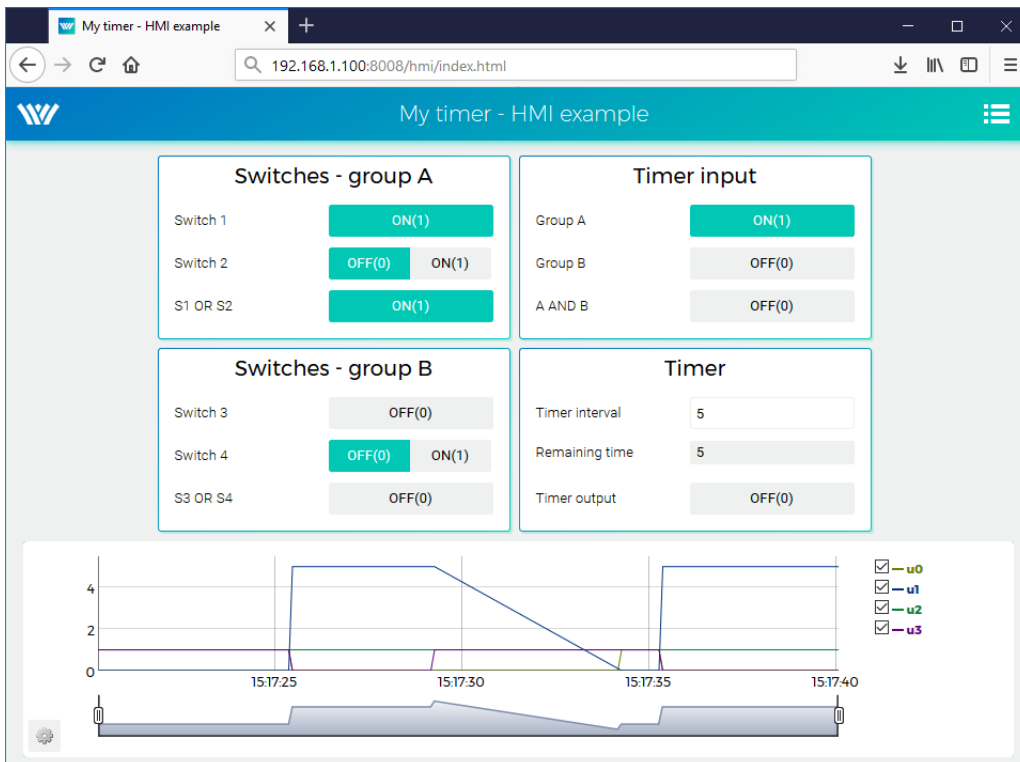 My timer - HMI example
192.168.1.100:8008/hmi/index.html
My timer - HMI example
Switches - group A
Switch 1 ON(1)
Switch 2 OFF(0) ON(1)
S1 OR S2 ON(1)
Timer input
Group A ON(1)
Group B OFF(0)
A AND B OFF(0)
Switches - group B
Switch 3 OFF(0)
Switch 4 OFF(0) ON(1)
S3 OR S4 OFF(0)
Timer
Timer interval 5
Remaining time 5
Timer output OFF(0)
4
2
0
15:17:25 15:17:30 15:17:35 15:17:40
u0
u1
u2
u3